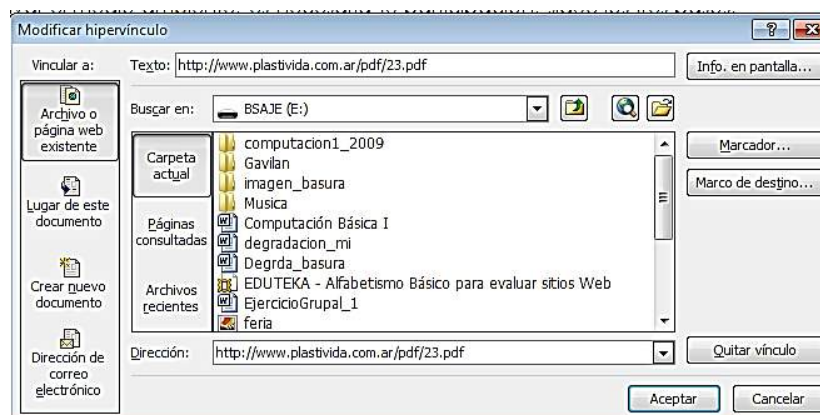 Modificar hipervínculo
Vincular a:
Texto: http://www.plastivida.com.ar/pdf/23.pdf
Info. en pantalla...
Archivo o
página web
existente
Buscar en: BSAJE (E:)
Carpeta
actual
computacion1_2009
Gavilan
imagen_basura
Musica
Computación Básica I
degradacion_mi
Degrda_basura
EDUTEKA - Alfabetismo Básico para evaluar sitios Web
EjercicioGrupal_1
feria
Marcador...
Marco de destino...
Lugar de este
documento
Páginas
consultadas
Crear nuevo
documento
Archivos
recientes
Dirección de
correo
electrónico
Dirección: http://www.plastivida.com.ar/pdf/23.pdf
Quitar vínculo
Aceptar
Cancelar